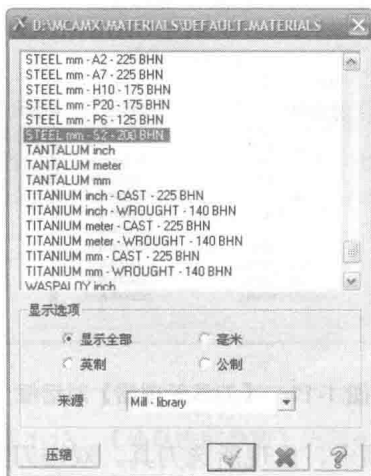 D:\MCAMX\MATERIALS\DEFAULT.MATERIALS
STEEL mm - A2 - 225 BHN
STEEL mm - A7 - 225 BHN
STEEL mm - H10 - 175 BHN
STEEL mm - P20 - 175 BHN
STEEL mm - P6 - 125 BHN
STEEL mm - S2 - 200 BHN
TANTALUM inch
TANTALUM meter
TANTALUM mm
TITANIUM inch - CAST - 225 BHN
TITANIUM inch - WROUGHT - 140 BHN
TITANIUM meter - CAST - 225 BHN
TITANIUM meter - WROUGHT - 140 BHN
TITANIUM mm - CAST - 225 BHN
TITANIUM mm - WROUGHT - 140 BHN
WASPALOY inch
显示选项
显示全部 毫米
英制 公制
来源 Mill - library
压缩